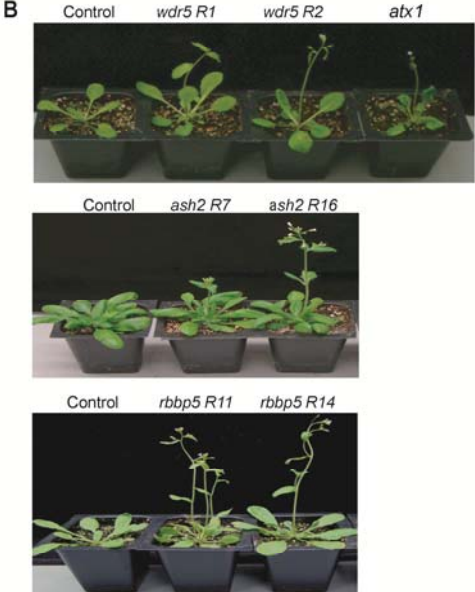 B
Control wdr5 R1 wdr5 R2 atx1
Control ash2 R7 ash2 R16
Control rbbp5 R11 rbbp5 R14